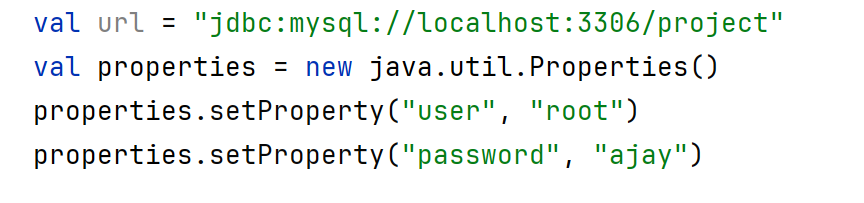 val url = "jdbc:mysql://localhost:3306/project"
val properties = new java.util.Properties()
properties.setProperty("user", "root")
properties.setProperty("password", "ajay")